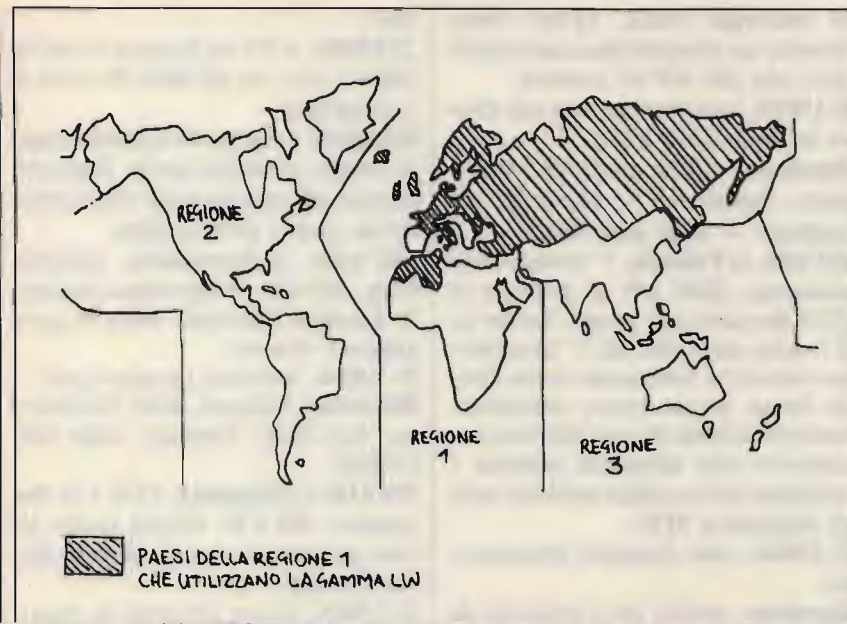 REGIONE
2
REGIONE
1
REGIONE
3
PAESI DELLA REGIONE 1
CHE UTILIZZANO LA GAMMA LW